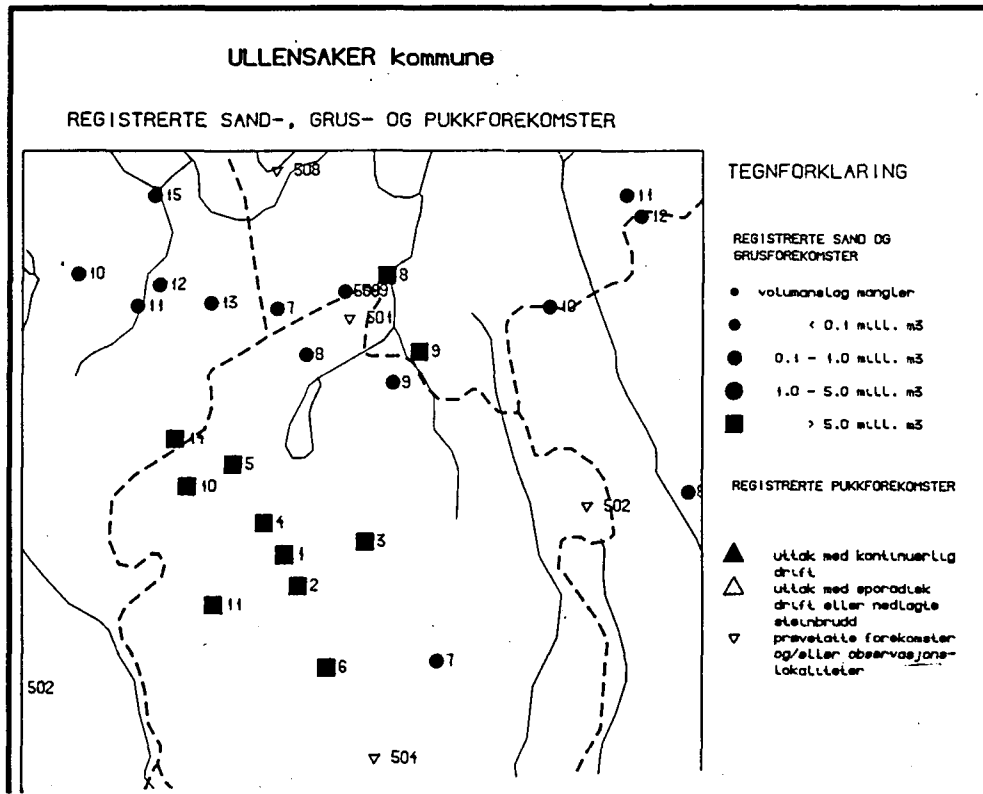 ULLENSAKER kommune
REGISTRERTE SAND-, GRUS- OG PUKKFOREKOMSTER
508
15
11
12
10
8
12
11
13
7
509
10
501
8
9
9
5
10
8
502
4
3
1
2
11
6
7
502
504
TEGNFORKLARING
REGISTRERTE SAND OG
GRUSFOREKOMSTER
volumanslag mangler
< 0.1 mill. m3
0.1 - 1.0 mill. m3
1.0 - 5.0 mill. m3
> 5.0 mill. m3
REGISTRERTE PUKKFOREKOMSTER
uttak med kontinuerlig
drift
uttak med sporadisk
drift eller nedlagte
steinbrudd
prøvetatte forekomster
og/eller observasjons-
lokaliteter